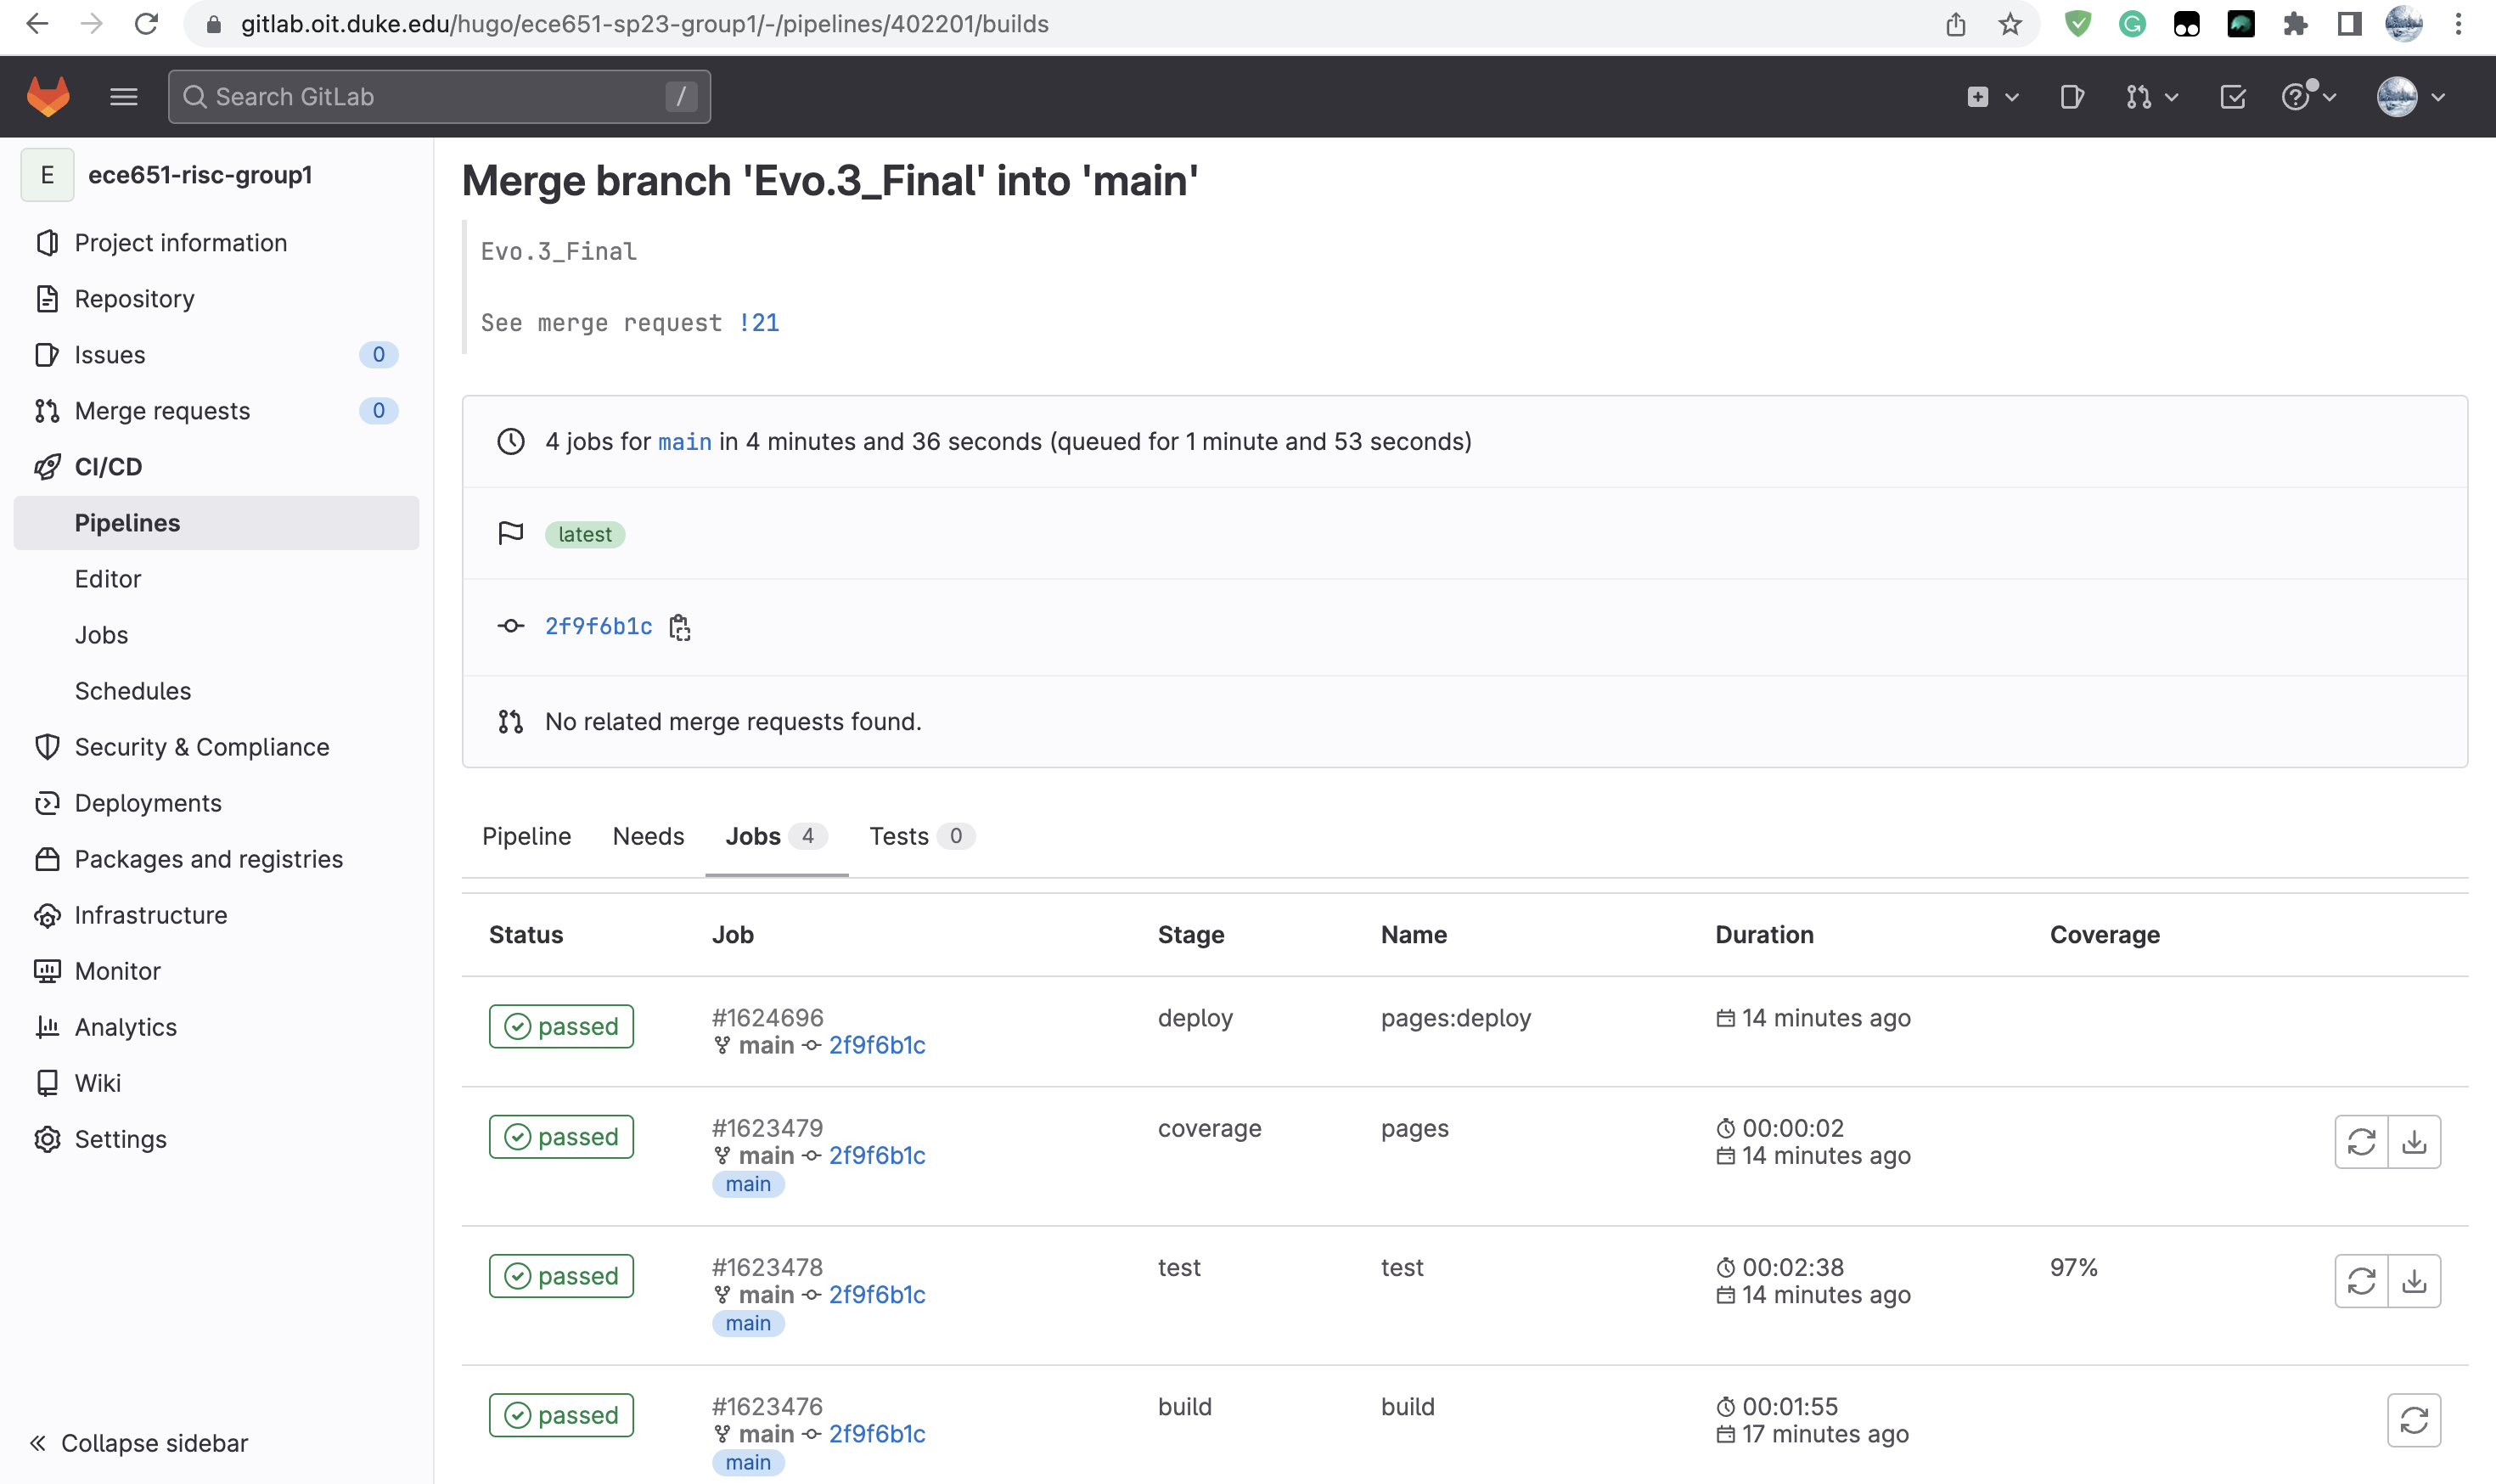 gitlab.oit.duke.edu/hugo/ece651-sp23-group1/-/pipelines/402201/builds
Search GitLab /
E ece651-risc-group1
Project information
Repository
Issues 0
Merge requests 0
CI/CD
Pipelines
Editor
Jobs
Schedules
Security & Compliance
Deployments
Packages and registries
Infrastructure
Monitor
Analytics
Wiki
Settings
Collapse sidebar
Merge branch 'Evo.3_Final' into 'main'
Evo.3_Final
See merge request !21
4 jobs for main in 4 minutes and 36 seconds (queued for 1 minute and 53 seconds)
latest
2f9f6b1c
No related merge requests found.
Pipeline Needs Jobs 4 Tests 0
Status Job Stage Name Duration Coverage
passed #1624696 deploy pages:deploy 14 minutes ago
main 2f9f6b1c
passed #1623479 coverage pages 00:00:02
main 2f9f6b1c 14 minutes ago
main
passed #1623478 test test 00:02:38 97%
main 2f9f6b1c 14 minutes ago
main
passed #1623476 build build 00:01:55
main 2f9f6b1c 17 minutes ago
main